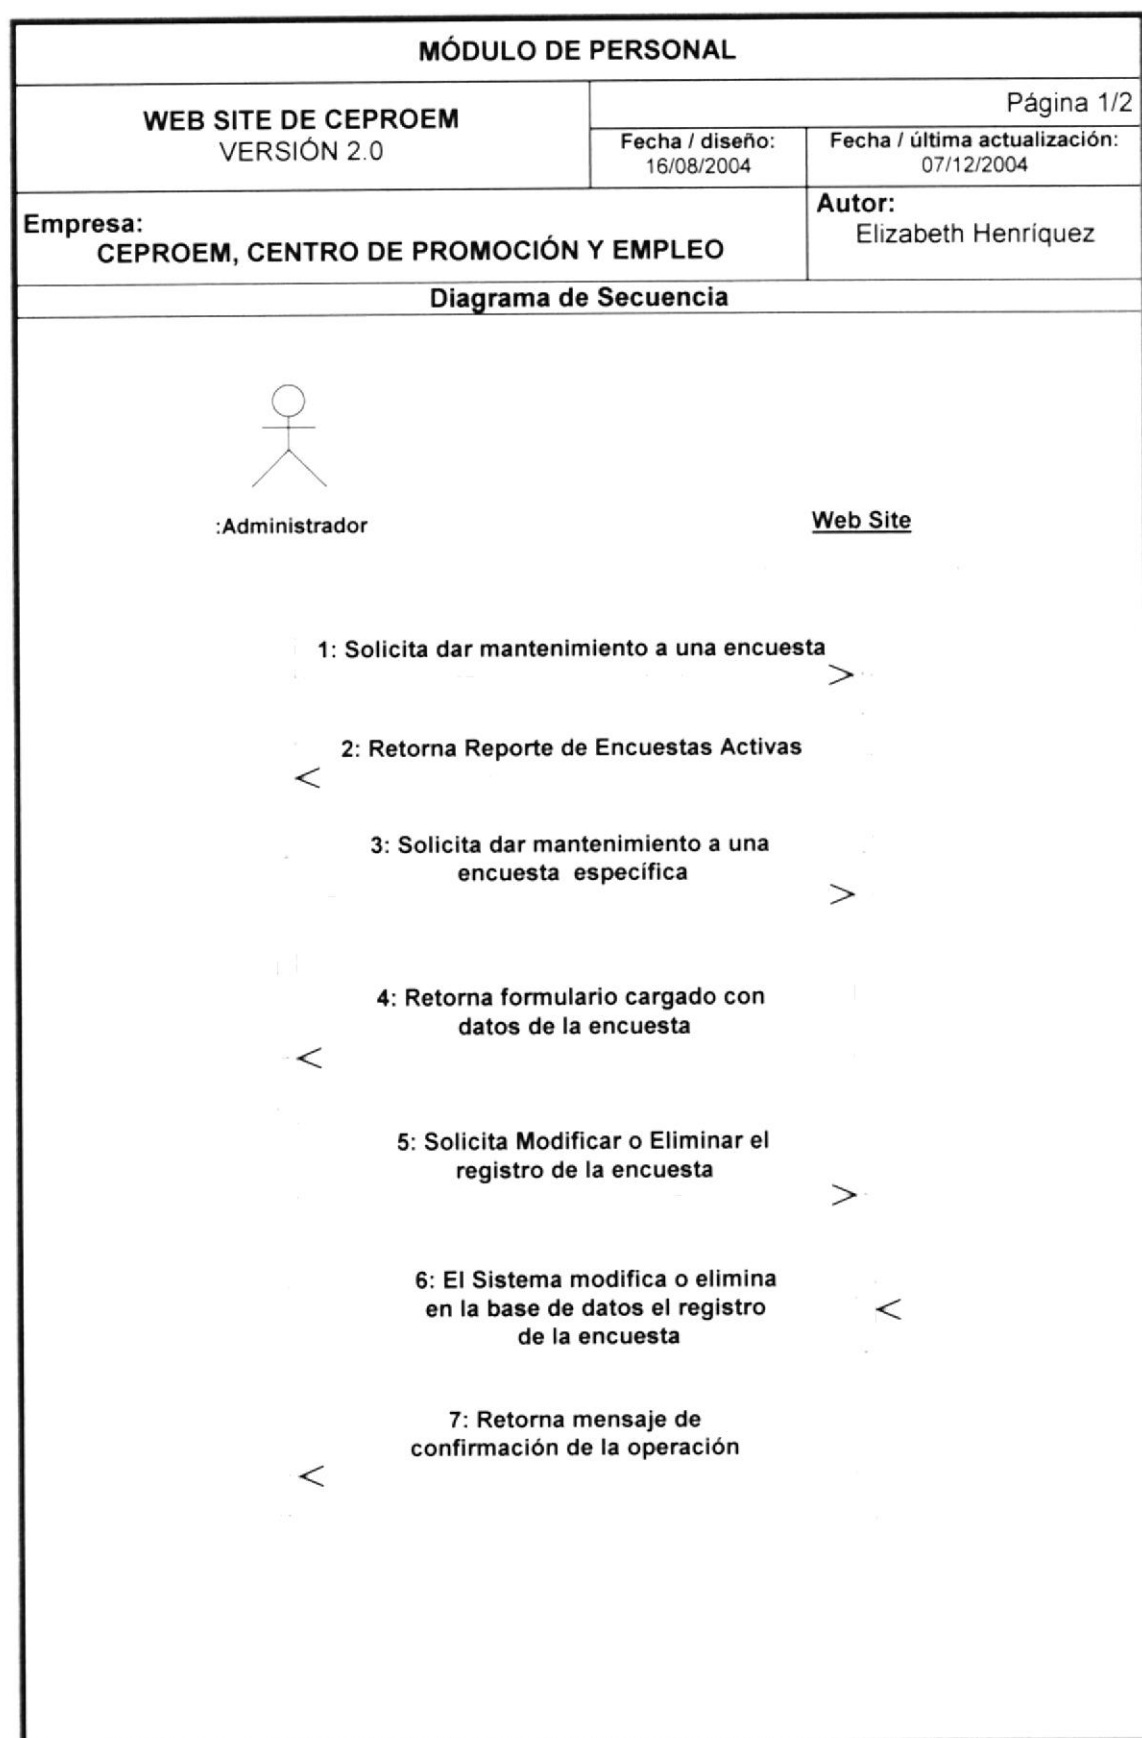 MÓDULO DE PERSONAL
WEB SITE DE CEPROEM
VERSIÓN 2.0
Página 1/2
Fecha / diseño:
16/08/2004
Fecha / última actualización:
07/12/2004
Empresa:
CEPROEM, CENTRO DE PROMOCIÓN Y EMPLEO
Autor:
Elizabeth Henríquez
Diagrama de Secuencia
:Administrador
Web Site
1: Solicita dar mantenimiento a una encuesta
2: Retorna Reporte de Encuestas Activas
3: Solicita dar mantenimiento a una
encuesta específica
4: Retorna formulario cargado con
datos de la encuesta
5: Solicita Modificar o Eliminar el
registro de la encuesta
6: El Sistema modifica o elimina
en la base de datos el registro
de la encuesta
7: Retorna mensaje de
confirmación de la operación